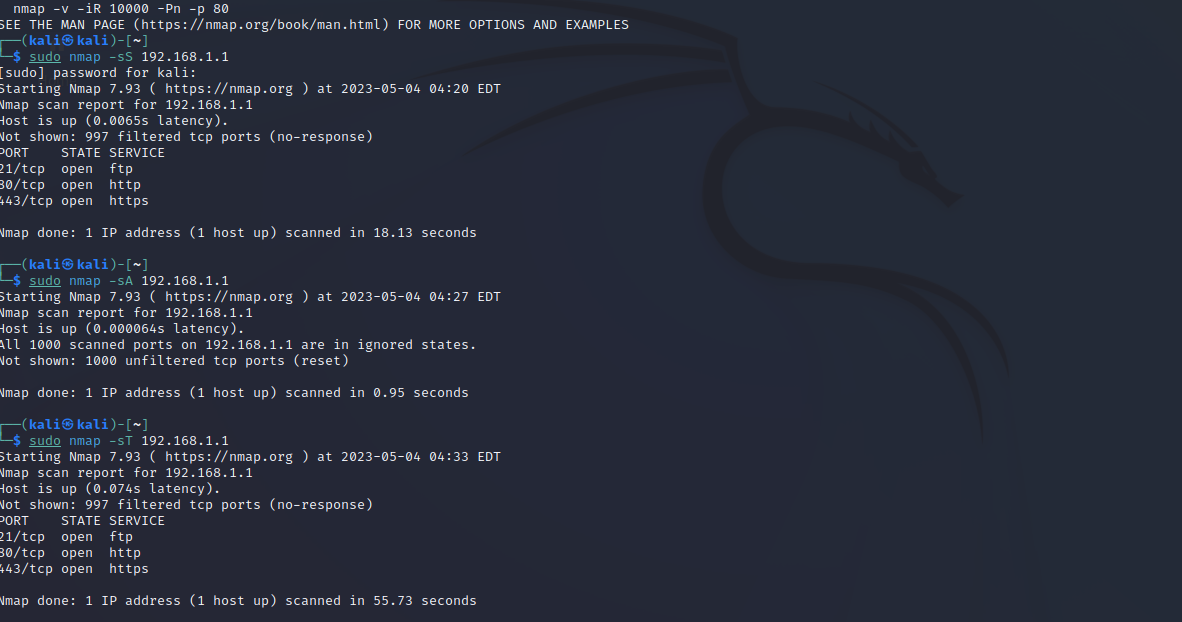 nmap -v -iR 10000 -Pn -p 80
SEE THE MAN PAGE (https://nmap.org/book/man.html) FOR MORE OPTIONS AND EXAMPLES
┌──(kali㉿kali)-[~]
└─$ sudo nmap -sS 192.168.1.1
[sudo] password for kali:
Starting Nmap 7.93 ( https://nmap.org ) at 2023-05-04 04:20 EDT
Nmap scan report for 192.168.1.1
Host is up (0.0065s latency).
Not shown: 997 filtered tcp ports (no-response)
PORT    STATE SERVICE
21/tcp  open  ftp
80/tcp  open  http
443/tcp open  https
Nmap done: 1 IP address (1 host up) scanned in 18.13 seconds
┌──(kali㉿kali)-[~]
└─$ sudo nmap -sA 192.168.1.1
Starting Nmap 7.93 ( https://nmap.org ) at 2023-05-04 04:27 EDT
Nmap scan report for 192.168.1.1
Host is up (0.000064s latency).
All 1000 scanned ports on 192.168.1.1 are in ignored states.
Not shown: 1000 unfiltered tcp ports (reset)
Nmap done: 1 IP address (1 host up) scanned in 0.95 seconds
┌──(kali㉿kali)-[~]
└─$ sudo nmap -sT 192.168.1.1
Starting Nmap 7.93 ( https://nmap.org ) at 2023-05-04 04:33 EDT
Nmap scan report for 192.168.1.1
Host is up (0.074s latency).
Not shown: 997 filtered tcp ports (no-response)
PORT    STATE SERVICE
21/tcp  open  ftp
80/tcp  open  http
443/tcp open  https
Nmap done: 1 IP address (1 host up) scanned in 55.73 seconds